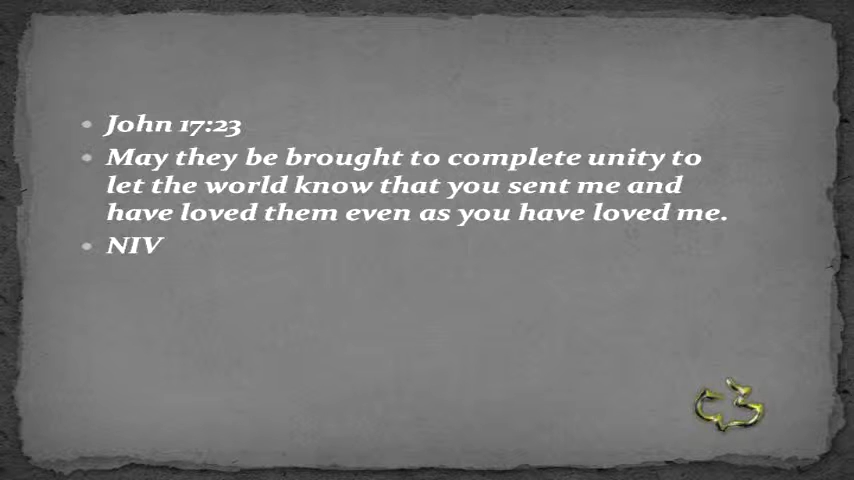 John 17:23
May they be brought to complete unity to
let the world know that you sent me and
have loved them even as you have loved me.
NIV